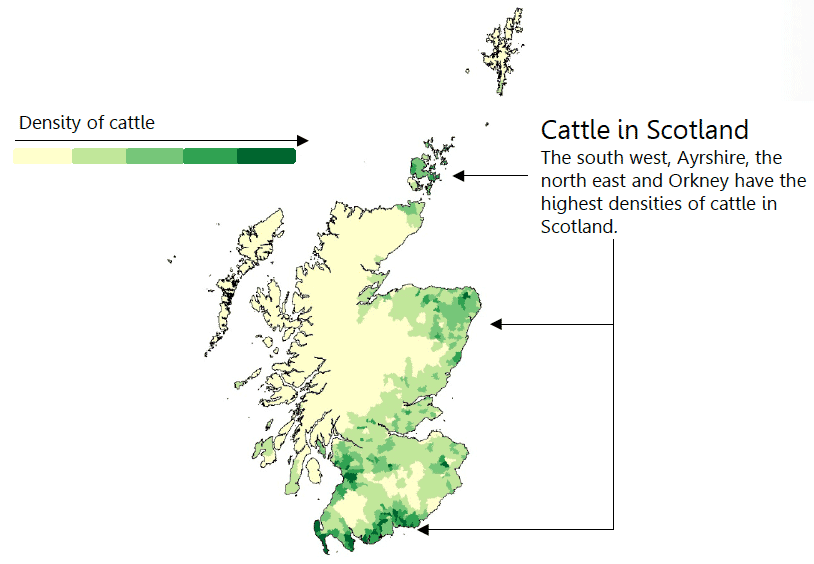 Density of cattle
Cattle in Scotland
The south west, Ayrshire, the
north east and Orkney have the
highest densities of cattle in
Scotland.